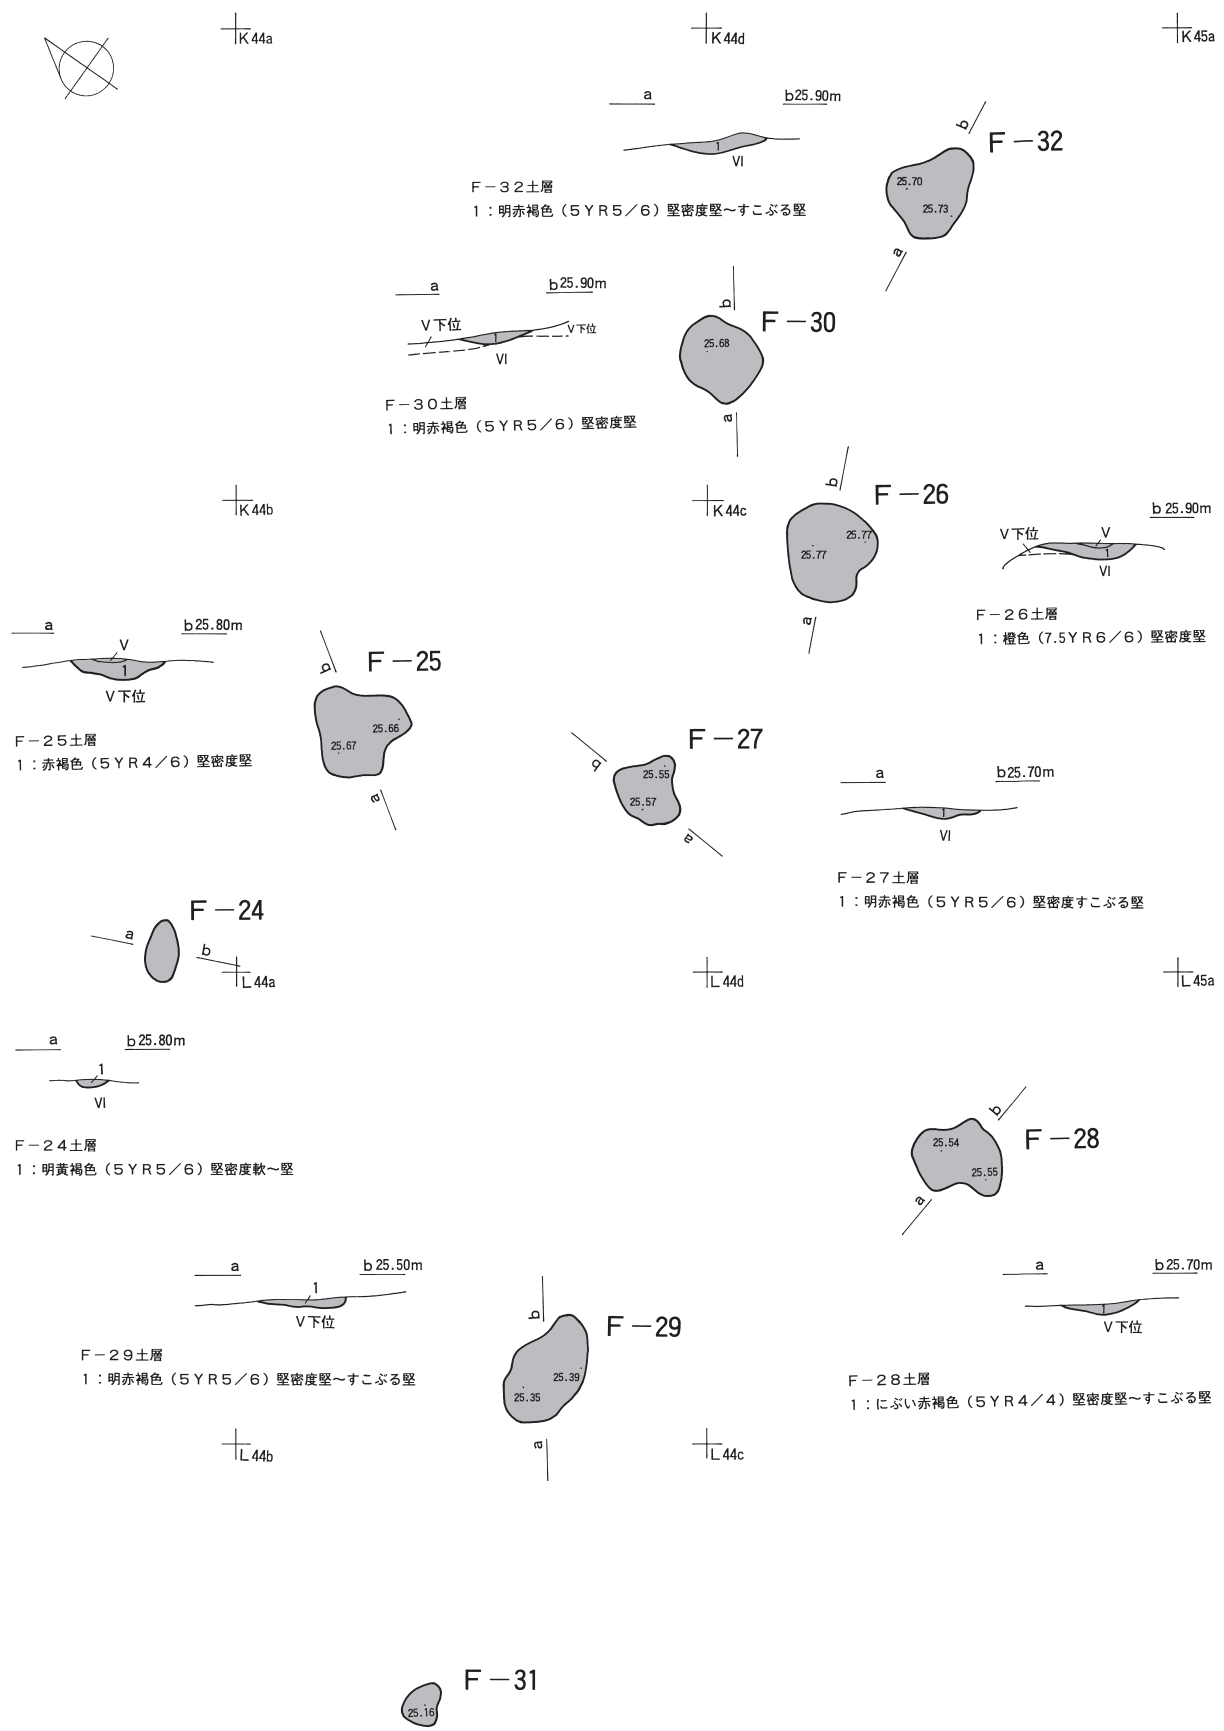 K44a
K44d
K45a
a
b25.90m
1
VI
F－32土層
1：明赤褐色（5YR5／6）堅密度堅～すこぶる堅
b
F－32
25.70
25.73
a
a
b25.90m
V下位
1
V下位
VI
F－30土層
1：明赤褐色（5YR5／6）堅密度堅
b
F－30
25.68
a
K44b
K44c
b
F－26
25.77
25.77
a
b25.90m
V下位
V
1
VI
F－26土層
1：橙色（7.5YR6／6）堅密度堅
a
b25.80m
V
1
V下位
F－25土層
1：赤褐色（5YR4／6）堅密度堅
b
F－25
25.66
25.67
a
b
F－27
25.55
25.57
a
a
b25.70m
1
VI
F－27土層
1：明赤褐色（5YR5／6）堅密度すこぶる堅
F－24
a
b
L44a
L44d
L45a
a
b25.80m
1
VI
F－24土層
1：明黄褐色（5YR5／6）堅密度軟～堅
b
F－28
25.54
25.55
a
a
b25.70m
1
V下位
F－28土層
1：にぶい赤褐色（5YR4／4）堅密度堅～すこぶる堅
a
b25.50m
1
V下位
F－29土層
1：明赤褐色（5YR5／6）堅密度堅～すこぶる堅
b
F－29
25.39
25.35
a
L44b
L44c
F－31
25.16